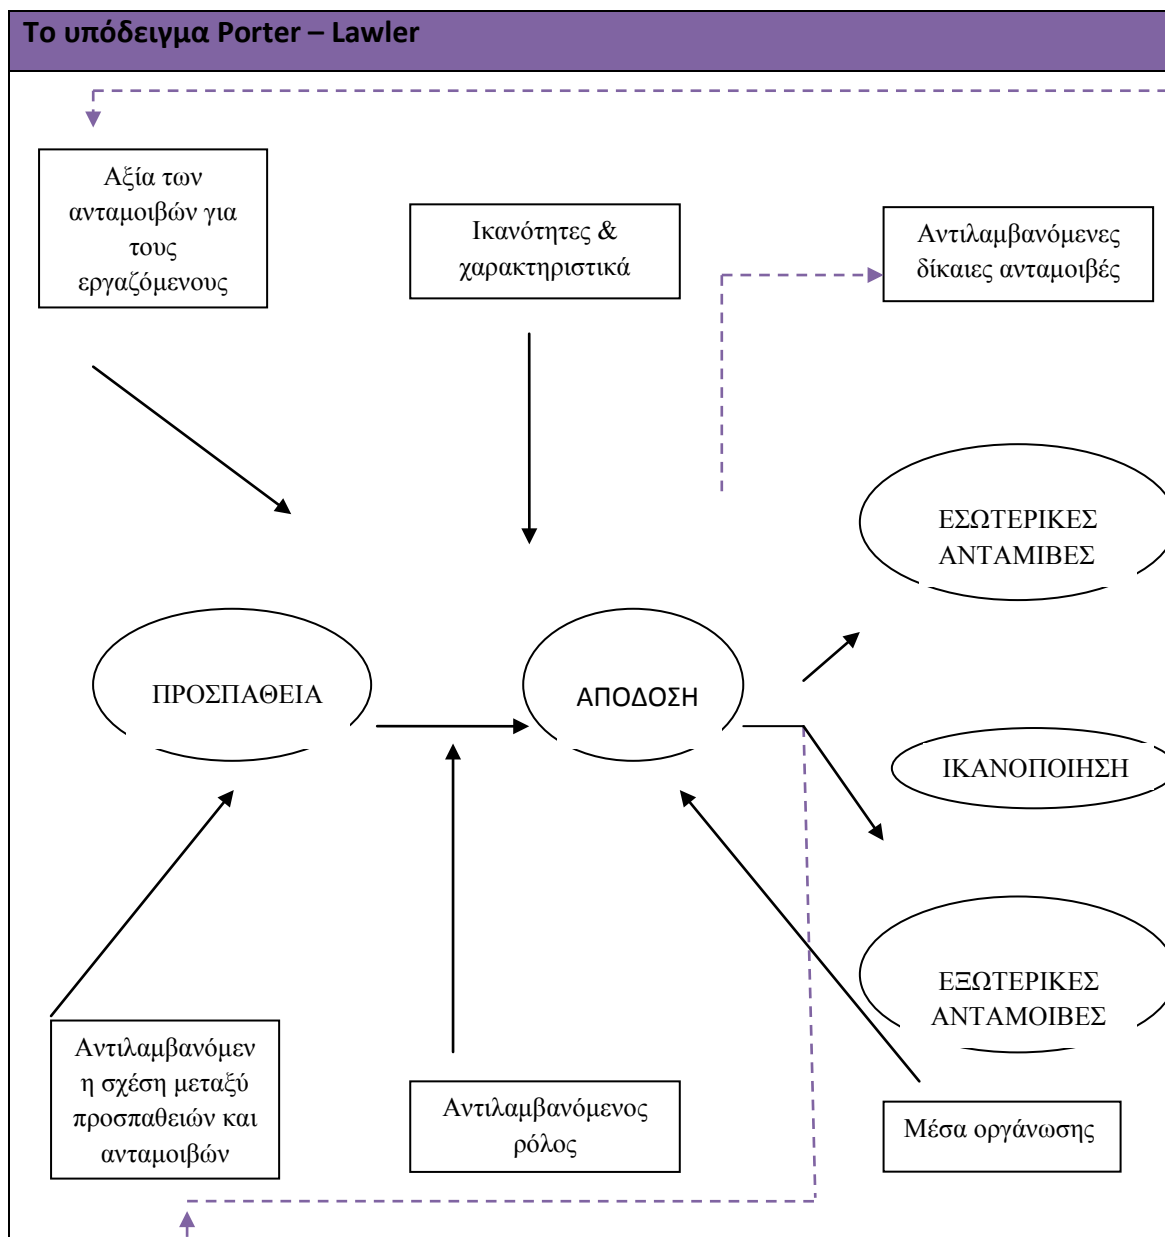 Το υπόδειγμα Porter – Lawler
Αξία των
ανταμοιβών για
τους
εργαζόμενους
Ικανότητες &
χαρακτηριστικά
Αντιλαμβανόμενες
δίκαιες ανταμοιβές
ΕΣΩΤΕΡΙΚΕΣ
ΑΝΤΑΜΙΒΕΣ
ΠΡΟΣΠΑΘΕΙΑ
ΑΠΟΔΟΣΗ
ΙΚΑΝΟΠΟΙΗΣΗ
ΕΞΩΤΕΡΙΚΕΣ
ΑΝΤΑΜΟΙΒΕΣ
Αντιλαμβανόμεν
η σχέση μεταξύ
προσπαθειών και
ανταμοιβών
Αντιλαμβανόμενος
ρόλος
Μέσα οργάνωσης